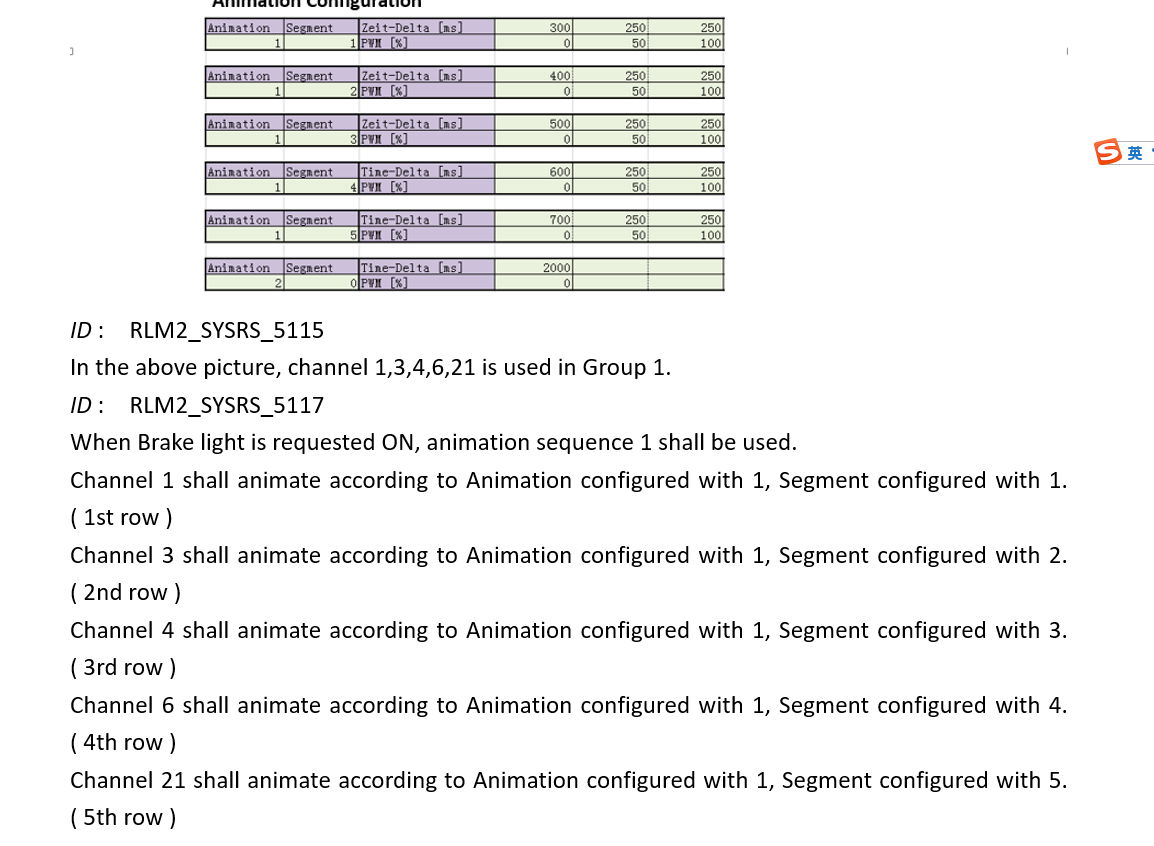 Animation Configuration
Animation Segment Zeit-Delta [ms] 300 250 250
1 1 PWM [%] 0 50 100
Animation Segment Zeit-Delta [ms] 400 250 250
1 2 PWM [%] 0 50 100
Animation Segment Zeit-Delta [ms] 500 250 250
1 3 PWM [%] 0 50 100
Animation Segment Time-Delta [ms] 600 250 250
1 4 PWM [%] 0 50 100
Animation Segment Time-Delta [ms] 700 250 250
1 5 PWM [%] 0 50 100
Animation Segment Time-Delta [ms] 2000
2 0 PWM [%] 0
英
ID : RLM2_SYSRS_5115
In the above picture, channel 1,3,4,6,21 is used in Group 1.
ID : RLM2_SYSRS_5117
When Brake light is requested ON, animation sequence 1 shall be used.
Channel 1 shall animate according to Animation configured with 1, Segment configured with 1.
( 1st row )
Channel 3 shall animate according to Animation configured with 1, Segment configured with 2.
( 2nd row )
Channel 4 shall animate according to Animation configured with 1, Segment configured with 3.
( 3rd row )
Channel 6 shall animate according to Animation configured with 1, Segment configured with 4.
( 4th row )
Channel 21 shall animate according to Animation configured with 1, Segment configured with 5.
( 5th row )